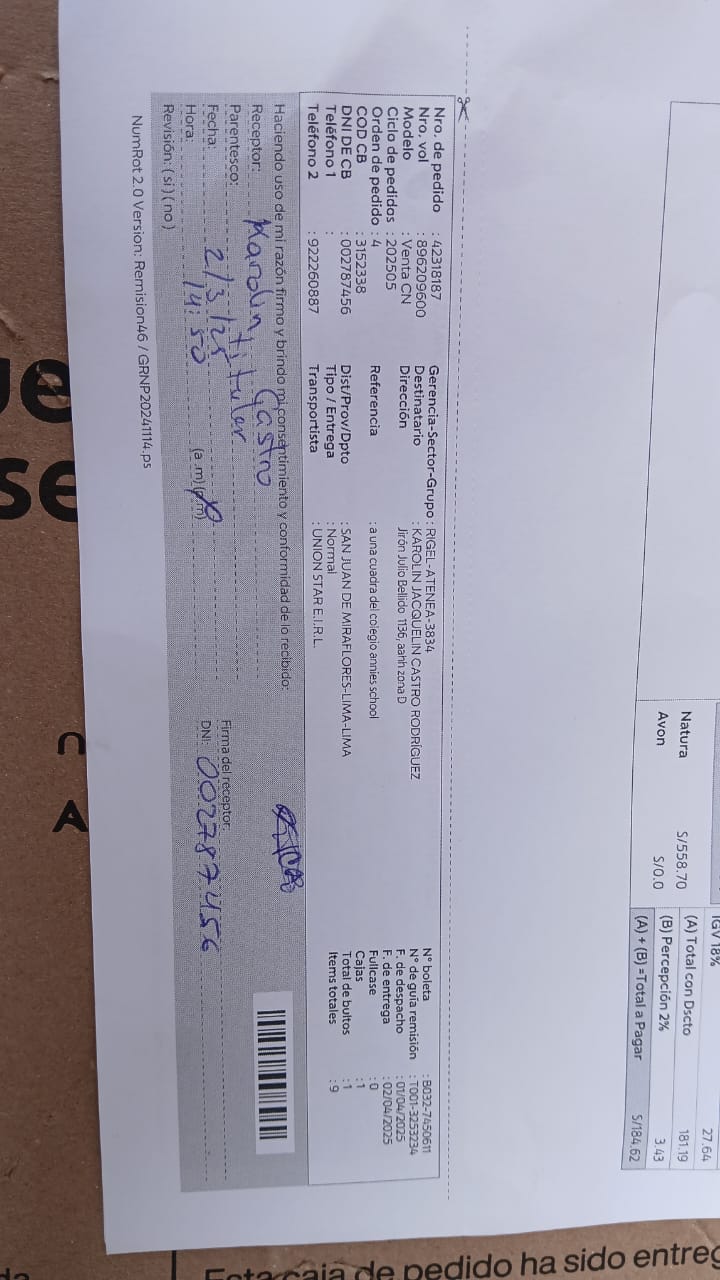 IGV 18% 27.64
(A) Total con Dscto 181.19
(B) Percepción 2% 3.43
(A) + (B) =Total a Pagar S/184.62
Natura S/558.70
Avon S/0.0
Nro. de pedido : 42318187
Nro. vol : 896209600
Modelo : Venta CN
Ciclo de pedidos : 202505
Orden de pedido : 4
COD CB : 3152338
DNI DE CB : 002787456
Teléfono 1 :
Teléfono 2 : 922260887
Gerencia-Sector-Grupo : RIGEL-ATENEA-3834
Destinatario : KAROLIN JACQUELIN CASTRO RODRÍGUEZ
Dirección Jirón Julio Bellido 1136, aahh zona D
Referencia : a una cuadra del colegio annies school
Dist/Prov/Dpto : SAN JUAN DE MIRAFLORES-LIMA-LIMA
Tipo / Entrega : Normal
Transportista : UNION STAR E.I.R.L.
N° boleta : B032-7450611
N° de guía remisión : T001-3253234
F. de despacho : 01/04/2025
F. de entrega : 02/04/2025
Fullcase : 0
Cajas : 1
Total de bultos : 1
Items totales : 9
Haciendo uso de mi razón firmo y brindo mi consentimiento y conformidad de lo recibido:
Receptor: Karolin Castro
Parentesco: titular
Fecha: 2/3/25
Hora: 14:50 (a.m) (p.m)
Revisión: ( si ) ( no )
Firma del receptor:
DNI: 002787456
NumRot 2.0 Version: Remision46 / GRNP20241114.ps
ue
se
n
A
Esta caja de pedido ha sido entreg